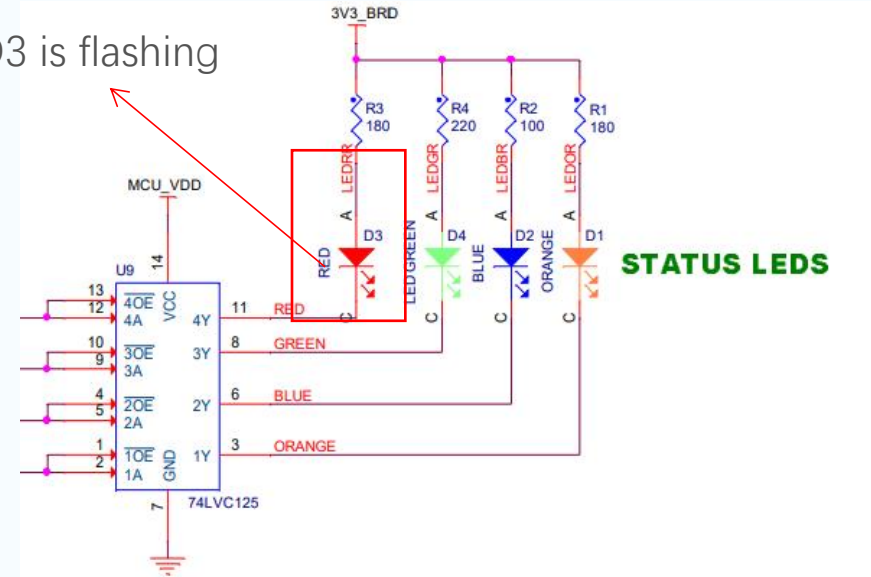 3V3_BRD
3 is flashing
R3
180
R4
220
R2
100
R1
180
LEDRR
LEDGR
LEDBR
LEDOR
MCU_VDD
A
A
A
A
D3
D4
D2
D1
RED
LED GREEN
BLUE
ORANGE
STATUS LEDS
C
C
C
C
U9
14
VCC
13
4OE
12
4A
4Y
11
RED
10
3OE
9
3A
3Y
8
GREEN
4
2OE
5
2A
2Y
6
BLUE
1
1OE
2
1A
1Y
3
ORANGE
GND
7
74LVC125